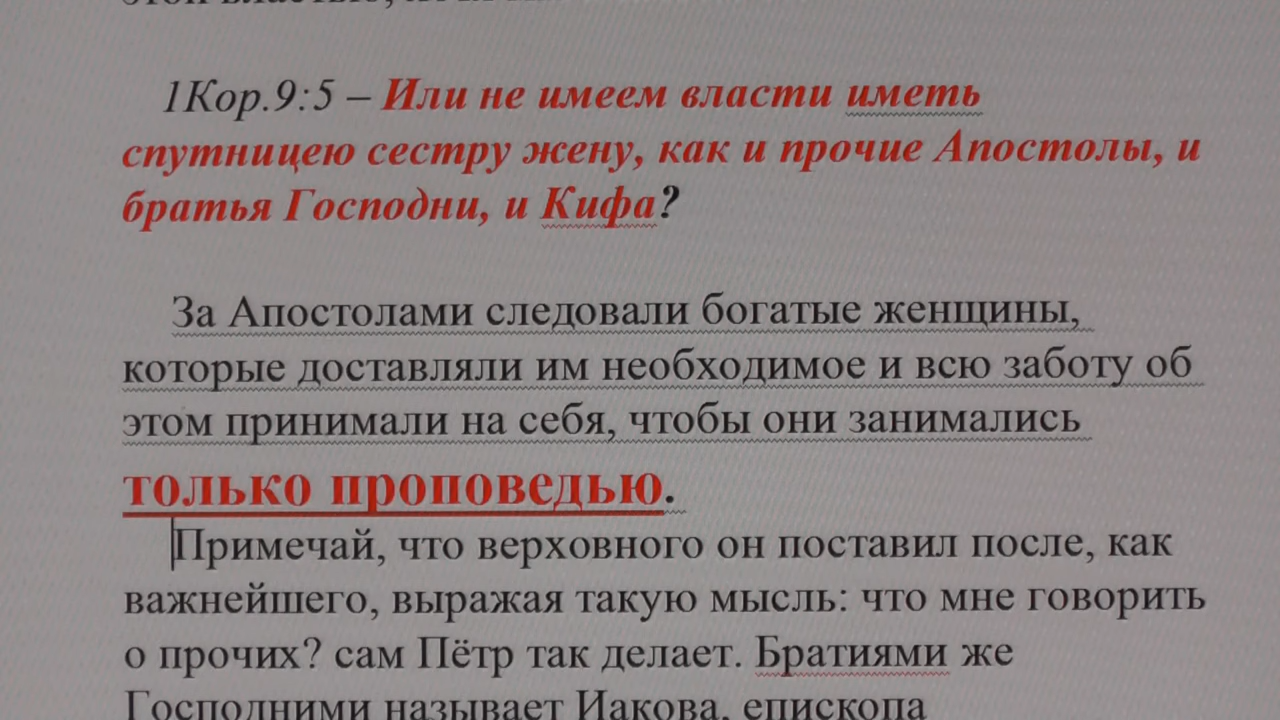 1Кор.9:5 – Или не имеем власти иметь
спутницею сестру жену, как и прочие Апостолы, и
братья Господни, и Кифа?
За Апостолами следовали богатые женщины,
которые доставляли им необходимое и всю заботу об
этом принимали на себя, чтобы они занимались
только проповедью.
Примечай, что верховного он поставил после, как
важнейшего, выражая такую мысль: что мне говорить
о прочих? сам Пётр так делает. Братиями же
Господними называет Иакова, епископа